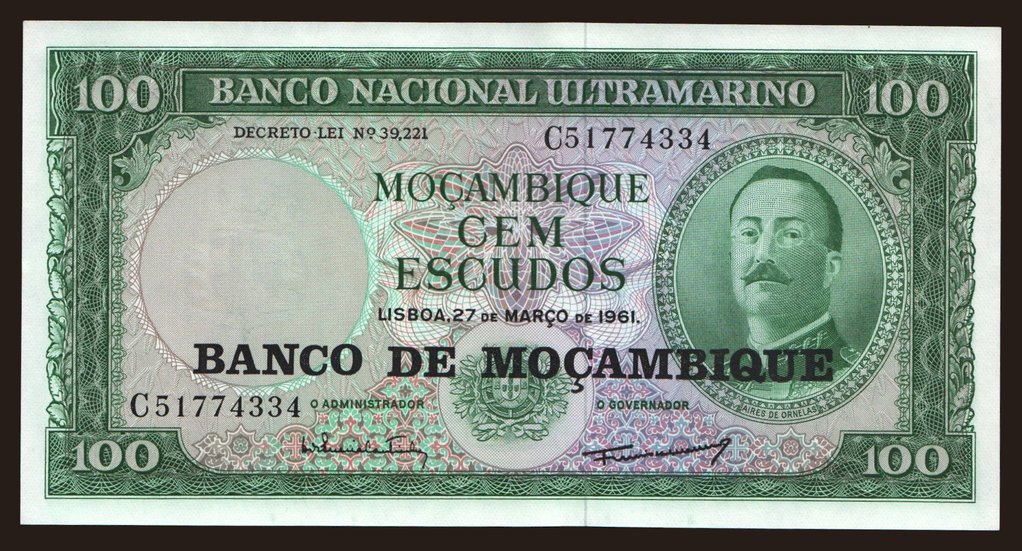 100 BANCO NACIONAL ULTRAMARINO 100
DECRETO-LEI Nº 39,221 C51774334
MOÇAMBIQUE
CEM
ESCUDOS
LISBOA, 27 DE MARÇO DE 1961.
BANCO DE MOÇAMBIQUE
C51774334 O ADMINISTRADOR O GOVERNADOR
AIRES DE ORNELAS
100 100